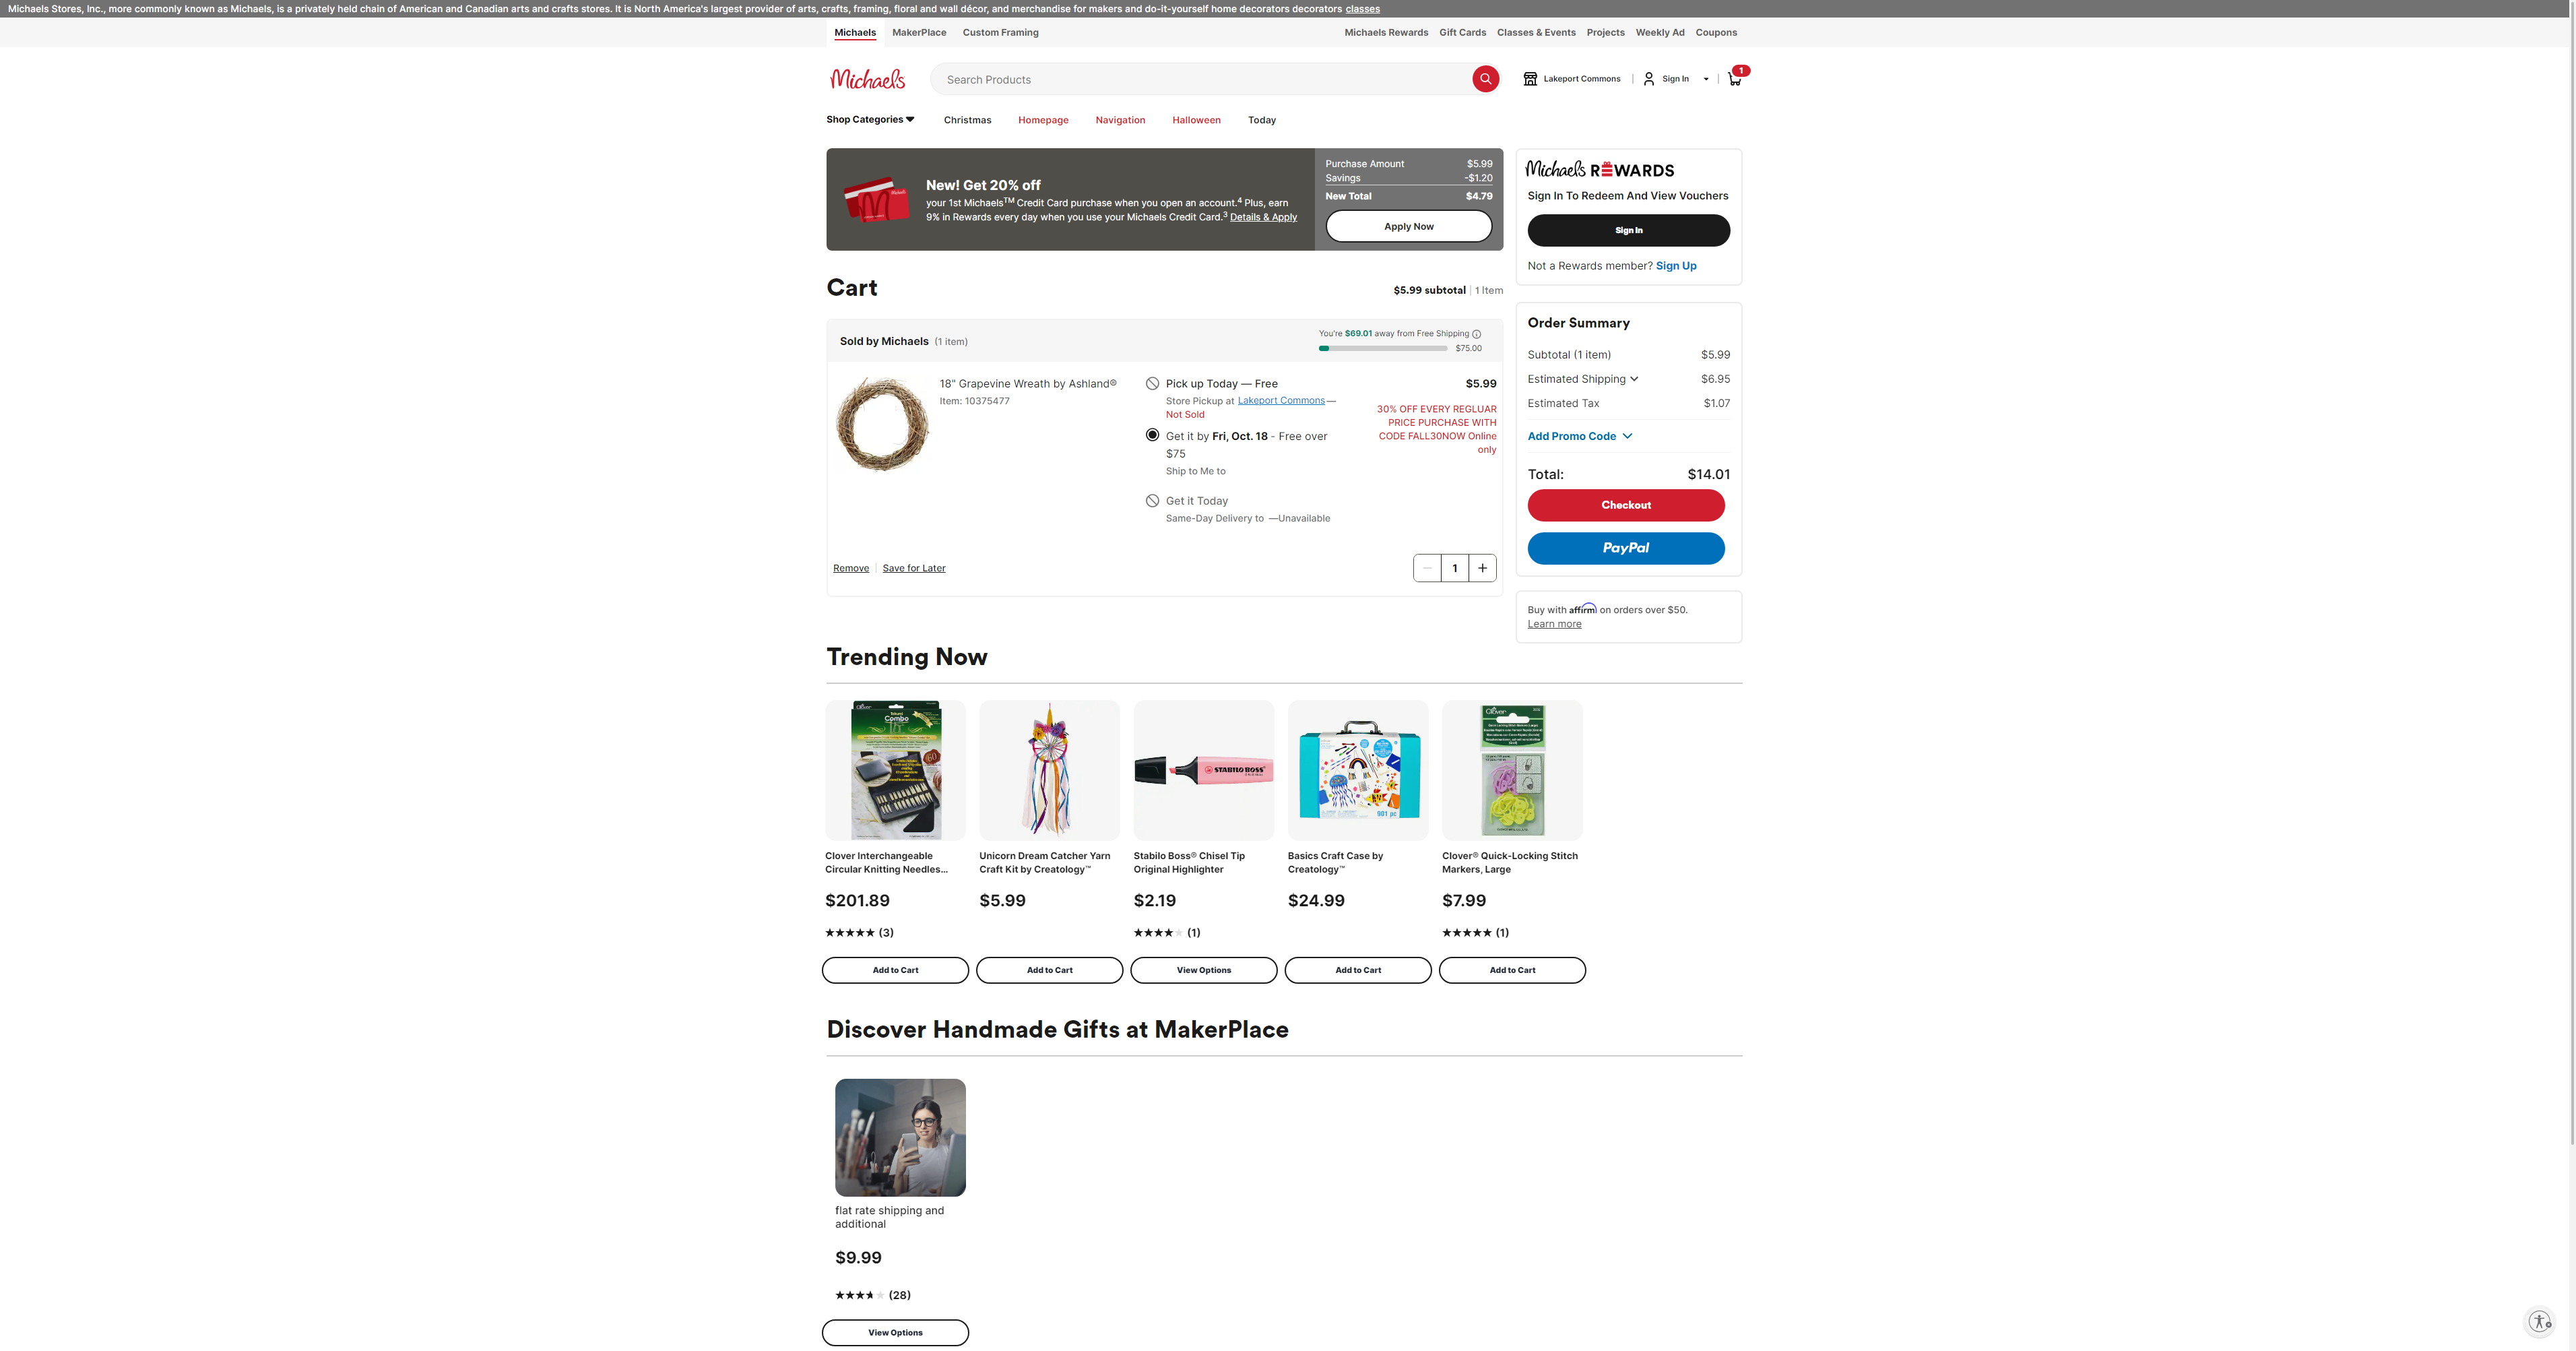 Michaels Stores, Inc., more commonly known as Michaels, is a privately held chain of American and Canadian arts and crafts stores. It is North America's largest provider of arts, crafts, framing, floral and wall décor, and merchandise for makers and do-it-yourself home decorators decorators classes
Michaels MakerPlace Custom Framing Michaels Rewards Gift Cards Classes & Events Projects Weekly Ad Coupons
Michaels Search Products Lakeport Commons Sign In 1
Shop Categories Christmas Homepage Navigation Halloween Today
New! Get 20% off
your 1st Michaels™ Credit Card purchase when you open an account.4 Plus, earn
9% in Rewards every day when you use your Michaels Credit Card.3 Details & Apply
Purchase Amount $5.99
Savings -$1.20
New Total $4.79
Apply Now
Michaels REWARDS
Sign In To Redeem And View Vouchers
Sign In
Not a Rewards member? Sign Up
Cart
$5.99 subtotal | 1 Item
Sold by Michaels (1 item)
You're $69.01 away from Free Shipping
$75.00
18" Grapevine Wreath by Ashland®
Item: 10375477
Pick up Today — Free
Store Pickup at Lakeport Commons—
Not Sold
Get it by Fri, Oct. 18 - Free over
$75
Ship to Me to
Get it Today
Same-Day Delivery to —Unavailable
$5.99
30% OFF EVERY REGLUAR
PRICE PURCHASE WITH
CODE FALL30NOW Online
only
Remove | Save for Later
1
Order Summary
Subtotal (1 item) $5.99
Estimated Shipping $6.95
Estimated Tax $1.07
Add Promo Code
Total: $14.01
Checkout
PayPal
Buy with affirm on orders over $50.
Learn more
Trending Now
Clover
Combo
STABILO BOSS
ORIGINAL
981 pc
Clover
Clover Interchangeable
Circular Knitting Needles...
$201.89
(3)
Add to Cart
Unicorn Dream Catcher Yarn
Craft Kit by Creatology™
$5.99
Add to Cart
Stabilo Boss® Chisel Tip
Original Highlighter
$2.19
(1)
View Options
Basics Craft Case by
Creatology™
$24.99
Add to Cart
Clover® Quick-Locking Stitch
Markers, Large
$7.99
(1)
Add to Cart
Discover Handmade Gifts at MakerPlace
flat rate shipping and
additional
$9.99
(28)
View Options